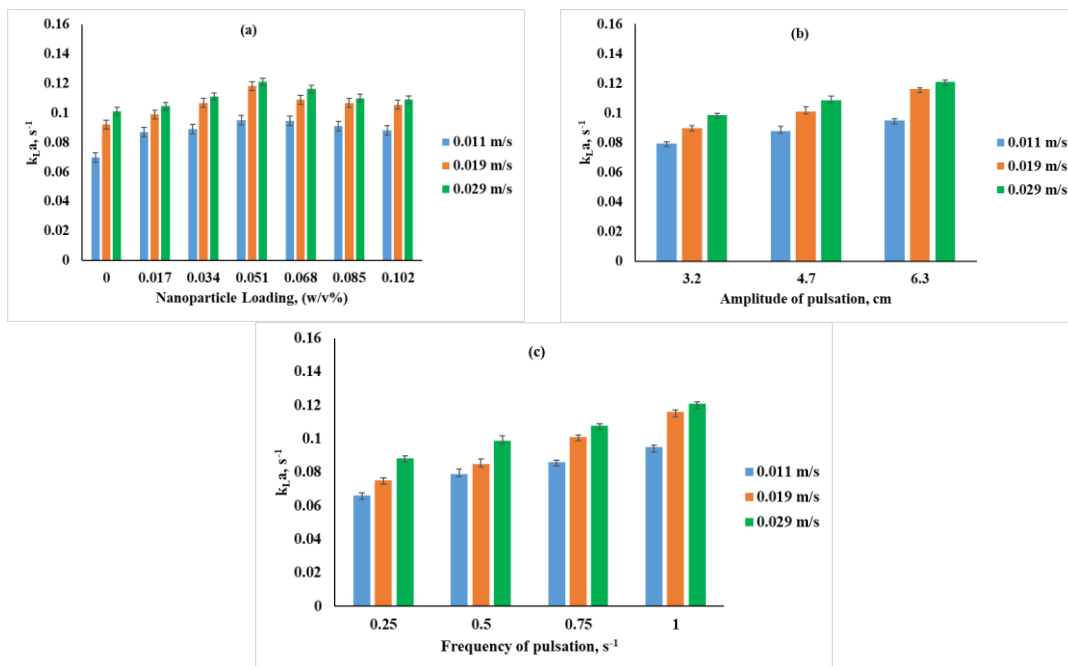 (a)
0.16
0.14
0.12
0.1
0.08
0.06
0.04
0.02
0
kLa, s-1
0 0.017 0.034 0.051 0.068 0.085 0.102
Nanoparticle Loading, (w/v%)
0.011 m/s
0.019 m/s
0.029 m/s
(b)
0.16
0.14
0.12
0.1
0.08
0.06
0.04
0.02
0
kLa, s-1
3.2 4.7 6.3
Amplitude of pulsation, cm
0.011 m/s
0.019 m/s
0.029 m/s
(c)
0.16
0.14
0.12
0.1
0.08
0.06
0.04
0.02
0
kLa, s-1
0.25 0.5 0.75 1
Frequency of pulsation, s-1
0.011 m/s
0.019 m/s
0.029 m/s